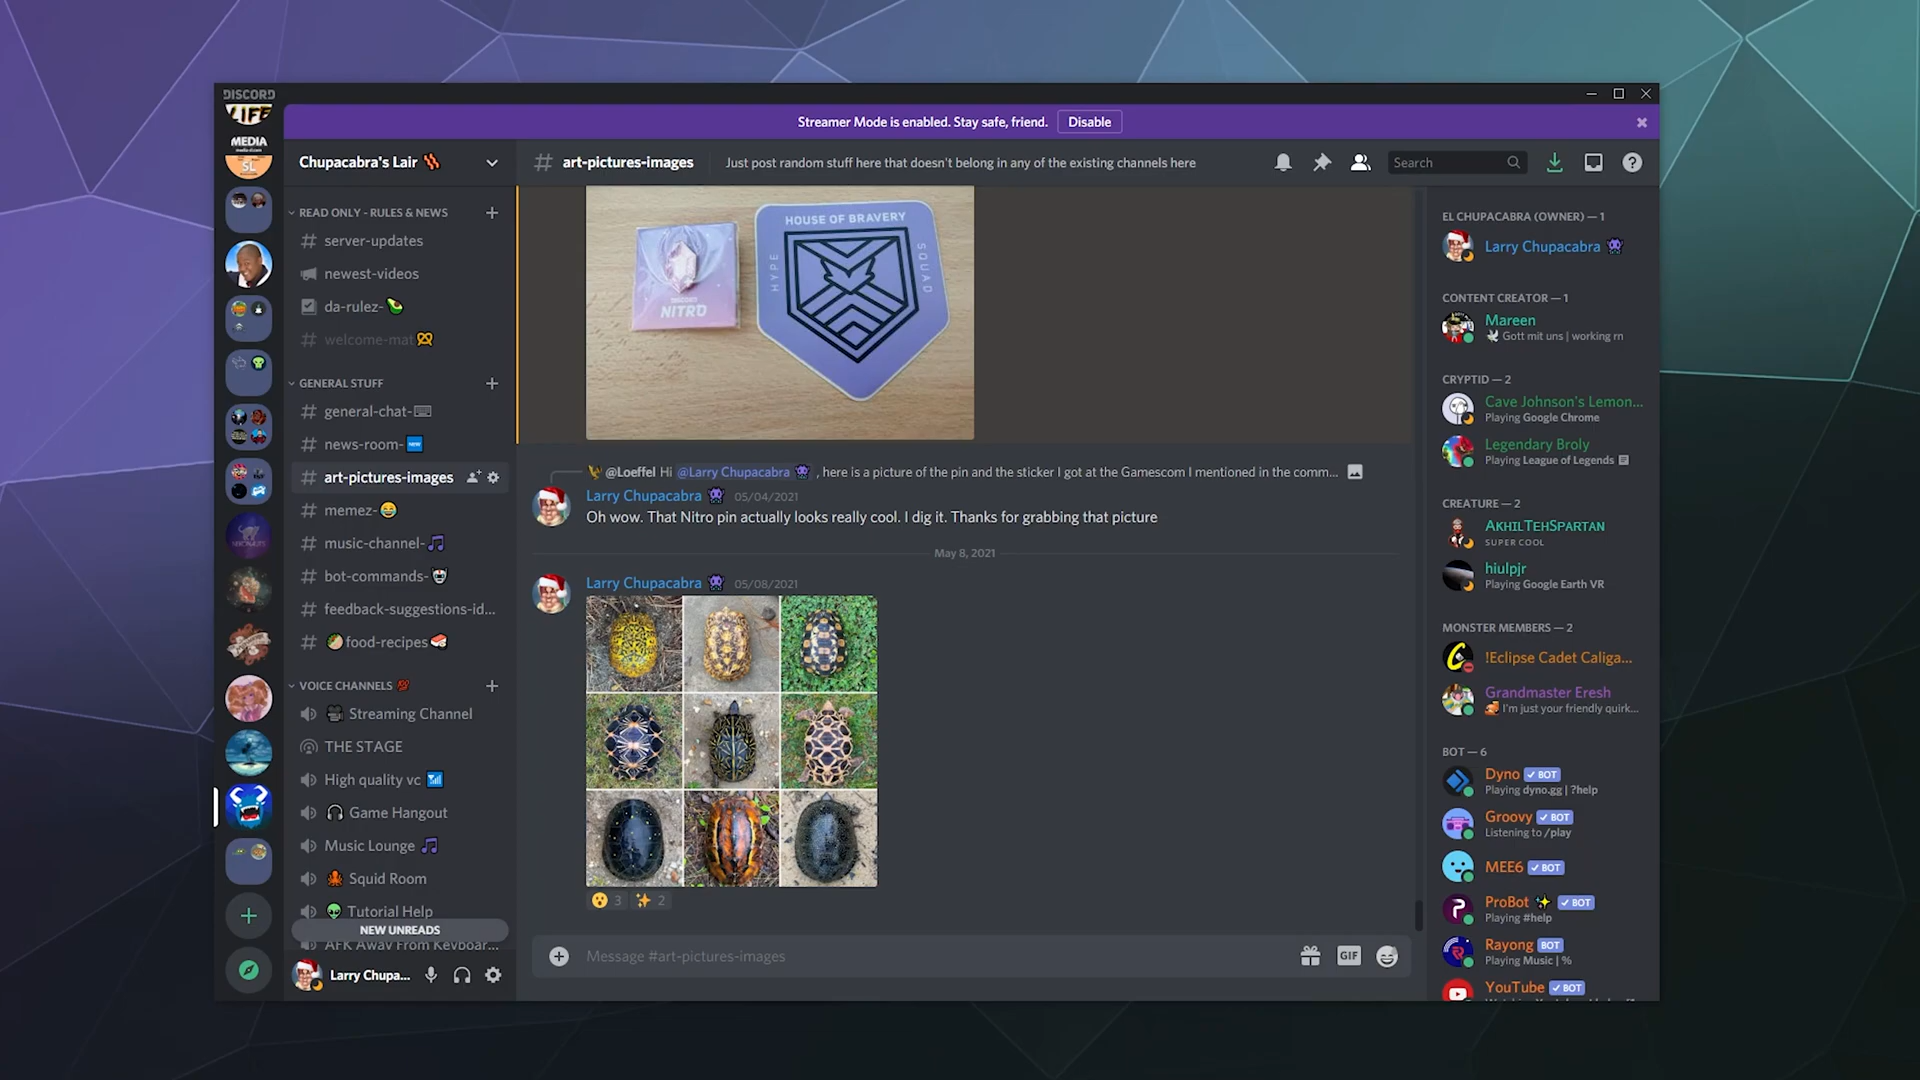 DISCORD
LIFE
MEDIA
SL
Streamer Mode is enabled. Stay safe, friend.
Disable
Chupacabra's Lair
art-pictures-images
Just post random stuff here that doesn't belong in any of the existing channels here
Search
READ ONLY - RULES & NEWS
server-updates
newest-videos
da-rulez-
welcome-mat
GENERAL STUFF
general-chat-
news-room-
art-pictures-images
memez-
music-channel-
bot-commands-
feedback-suggestions-id...
food-recipes
VOICE CHANNELS
Streaming Channel
THE STAGE
High quality vc
Game Hangout
Music Lounge
Squid Room
Tutorial Help
NEW UNREADS
AFK Away From Keyboar...
Larry Chupa...
HOUSE OF BRAVERY
HYPE
SQUAD
DISCORD
NITRO
@Loeffel Hi @Larry Chupacabra , here is a picture of the pin and the sticker I got at the Gamescom I mentioned in the comm...
Larry Chupacabra 05/04/2021
Oh wow. That Nitro pin actually looks really cool. I dig it. Thanks for grabbing that picture
May 8, 2021
Larry Chupacabra 05/08/2021
3
2
Message #art-pictures-images
GIF
EL CHUPACABRA (OWNER) — 1
Larry Chupacabra
CONTENT CREATOR — 1
Mareen
Gott mit uns | working rn
CRYPTID — 2
Cave Johnson's Lemon...
Playing Google Chrome
Legendary Broly
Playing League of Legends
CREATURE — 2
AKHILTEHSPARTAN
SUPER COOL
hiulpjr
Playing Google Earth VR
MONSTER MEMBERS — 2
!Eclipse Cadet Caliga...
Grandmaster Eresh
I'm just your friendly quirk...
BOT — 6
Dyno BOT
Playing dyno.gg | ?help
Groovy BOT
Listening to /play
MEE6 BOT
ProBot BOT
Playing #help
Rayong BOT
Playing Music | %
YouTube BOT